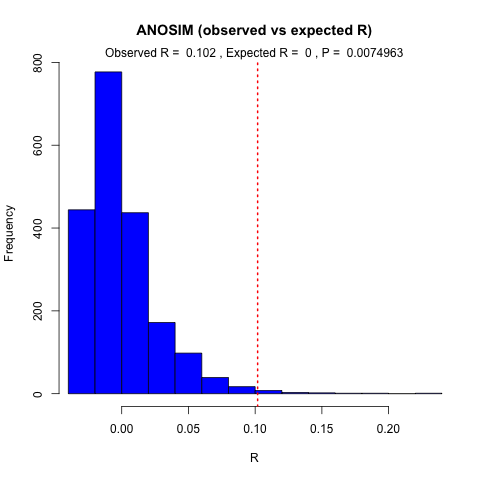 ANOSIM (observed vs expected R)
Observed R =  0.102 , Expected R =  0 , P =  0.0074963
800
600
400
200
0
Frequency
0.00 0.05 0.10 0.15 0.20
R